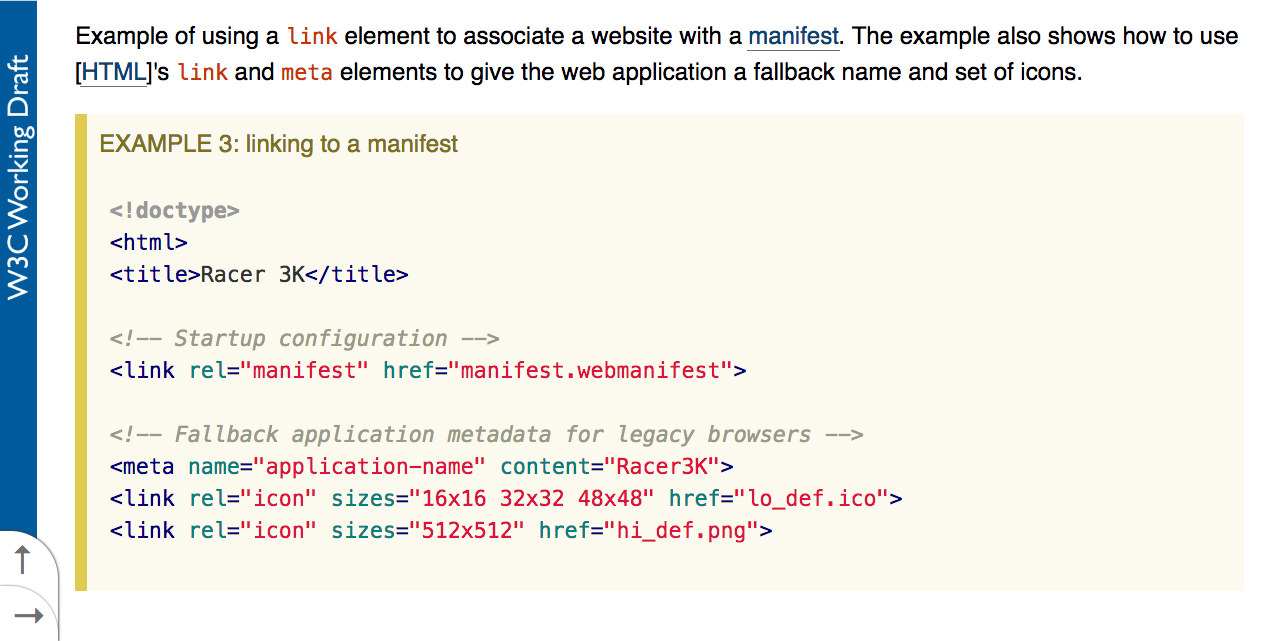 W3C Working Draft
Example of using a link element to associate a website with a manifest. The example also shows how to use
[HTML]'s link and meta elements to give the web application a fallback name and set of icons.
EXAMPLE 3: linking to a manifest
<!doctype>
<html>
<title>Racer 3K</title>
<!-- Startup configuration -->
<link rel="manifest" href="manifest.webmanifest">
<!-- Fallback application metadata for legacy browsers -->
<meta name="application-name" content="Racer3K">
<link rel="icon" sizes="16x16 32x32 48x48" href="lo_def.ico">
<link rel="icon" sizes="512x512" href="hi_def.png">
↑
→